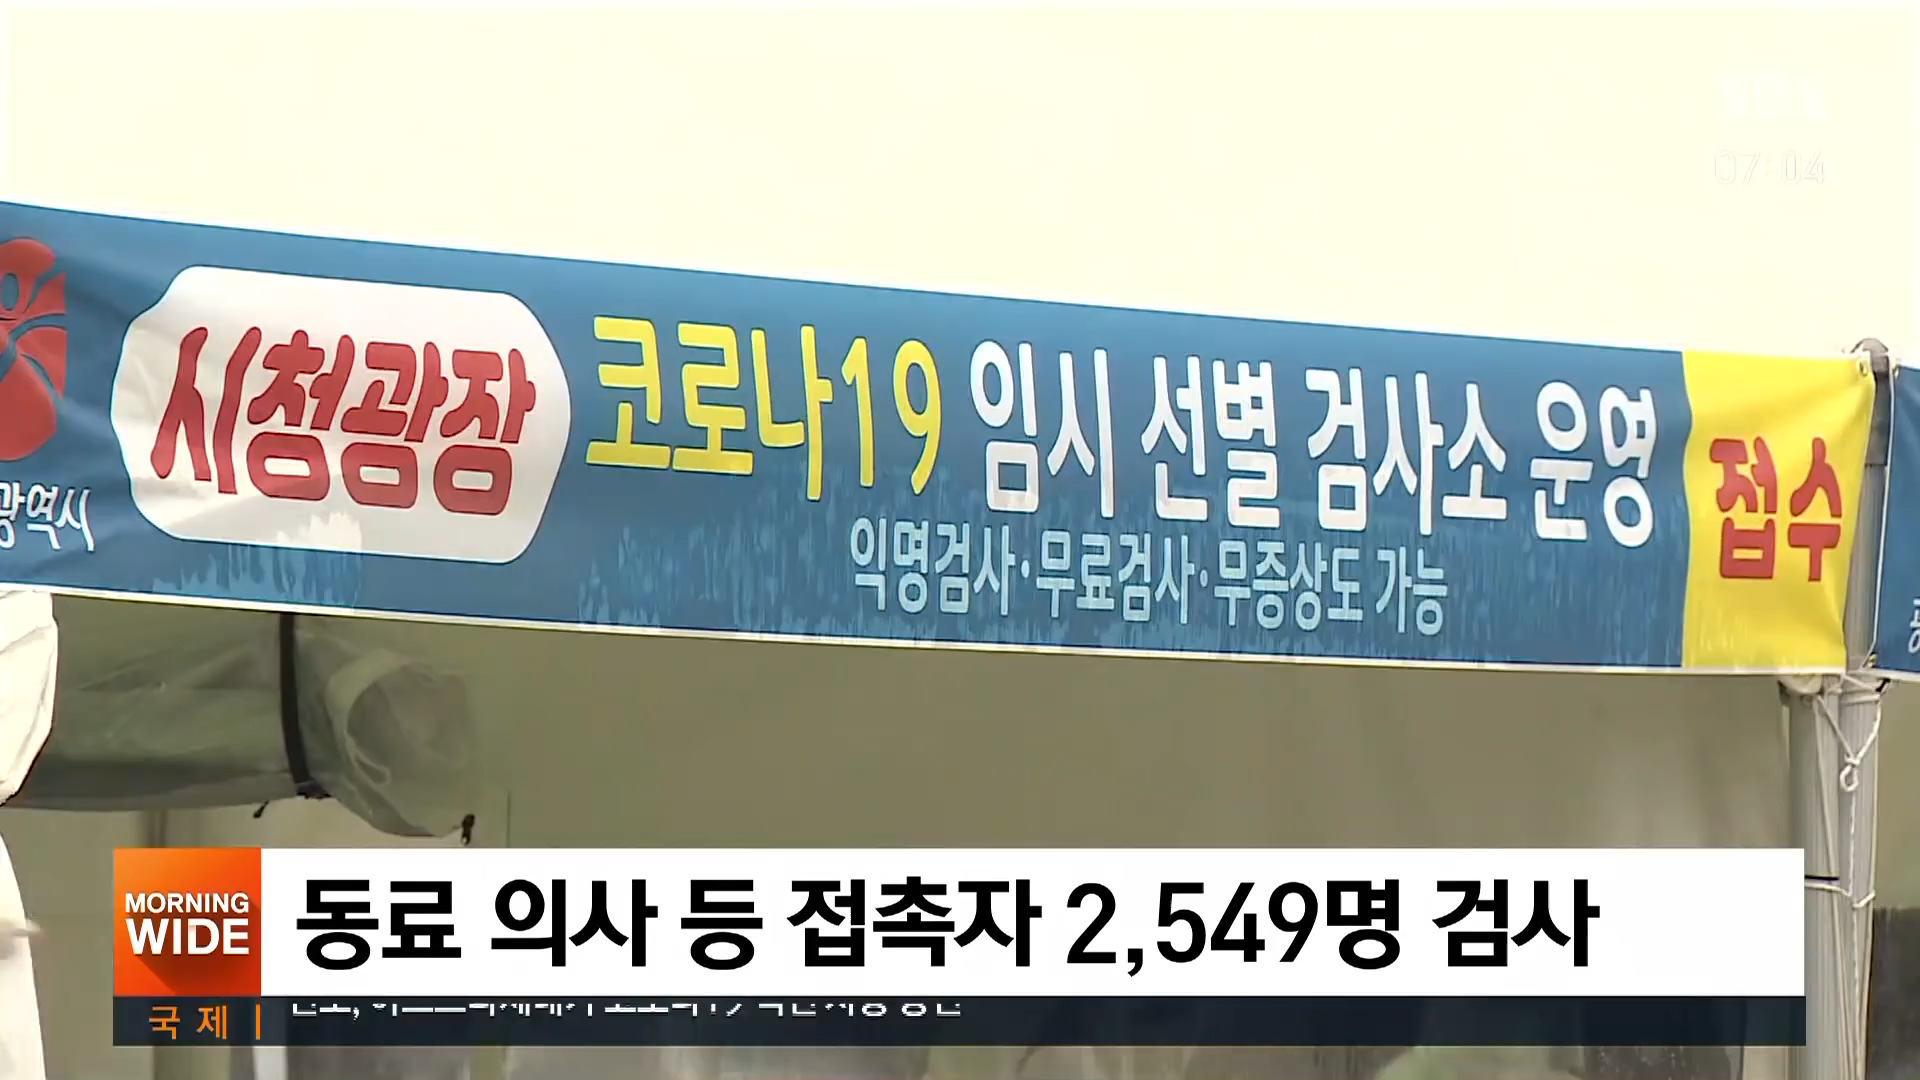 07:04
시청광장 코로나19 임시 선별 검사소 운영 접수
광역시
익명검사·무료검사·무증상도 가능
MORNING
WIDE
동료 의사 등 접촉자 2,549명 검사
국제